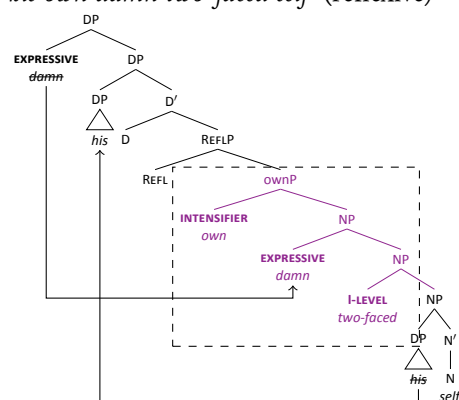 his own damn two-faced self (reflexive)
DP
EXPRESSIVE DP
damn
DP D′
his D REFLP
REFL ownP
INTENSIFIER NP
own
EXPRESSIVE NP
damn
I-LEVEL NP
two-faced
DP N′
his N
self